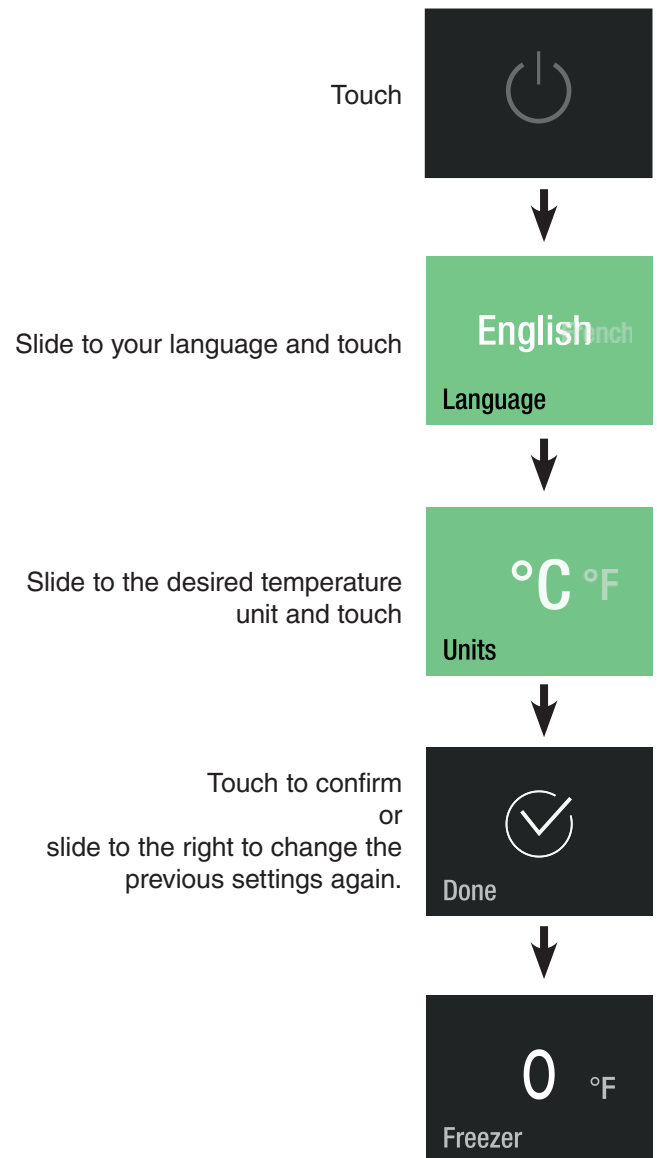 Touch
Slide to your language and touch
English French
Language
Slide to the desired temperature
unit and touch
°C °F
Units
Touch to confirm
or
slide to the right to change the
previous settings again.
Done
0 °F
Freezer